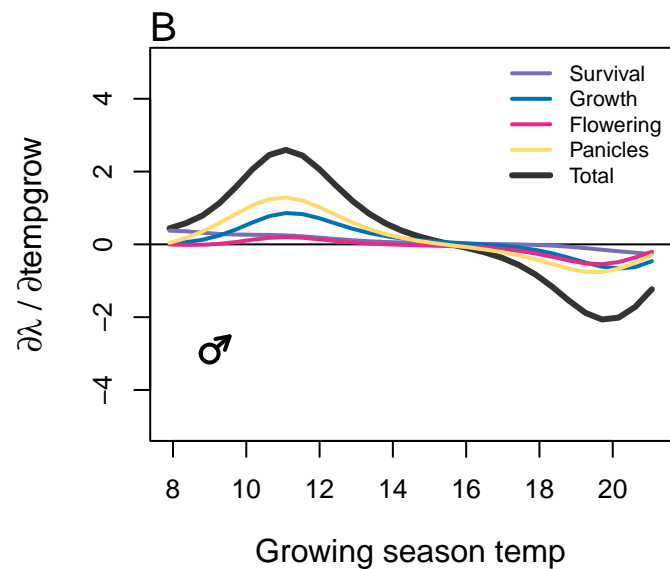 B
Survival
Growth
Flowering
Panicles
Total
4
2
0
−2
−4
∂λ / ∂tempgrow
♂
8 10 12 14 16 18 20
Growing season temp